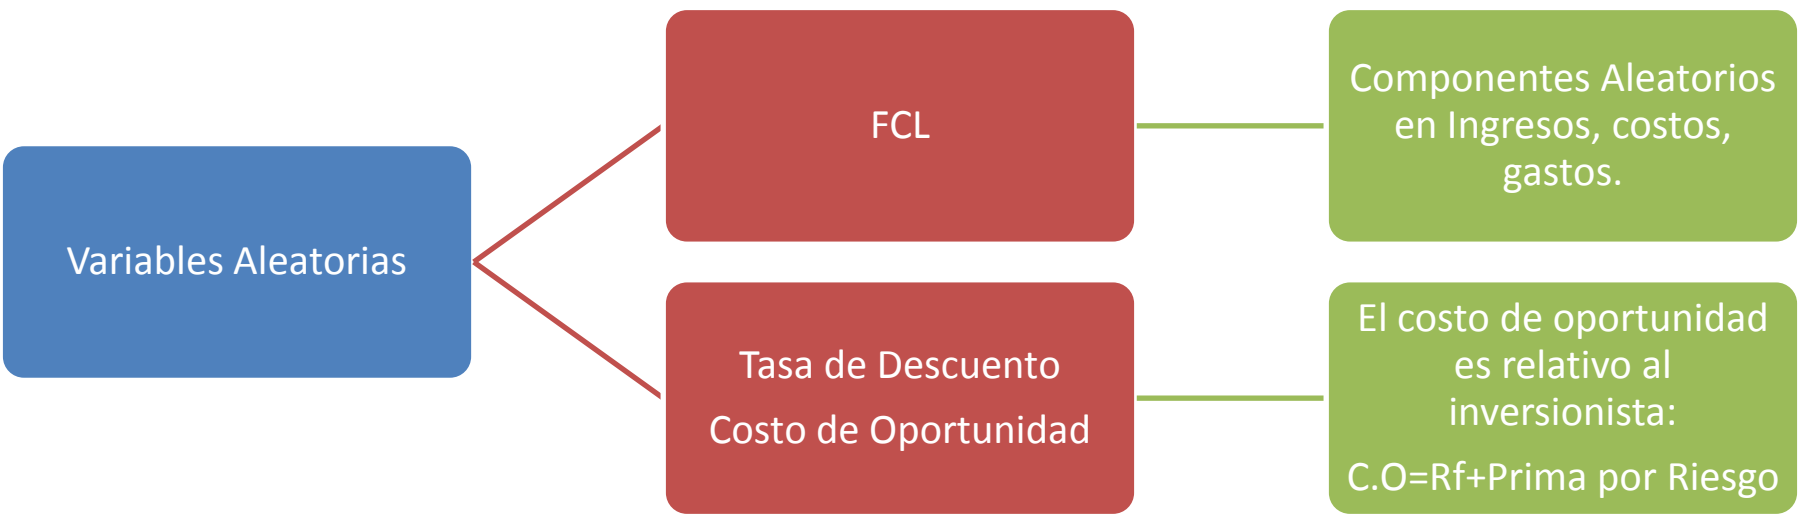 Variables Aleatorias
FCL
Componentes Aleatorios
en Ingresos, costos,
gastos.
Tasa de Descuento
Costo de Oportunidad
El costo de oportunidad
es relativo al
inversionista:
C.O=Rf+Prima por Riesgo